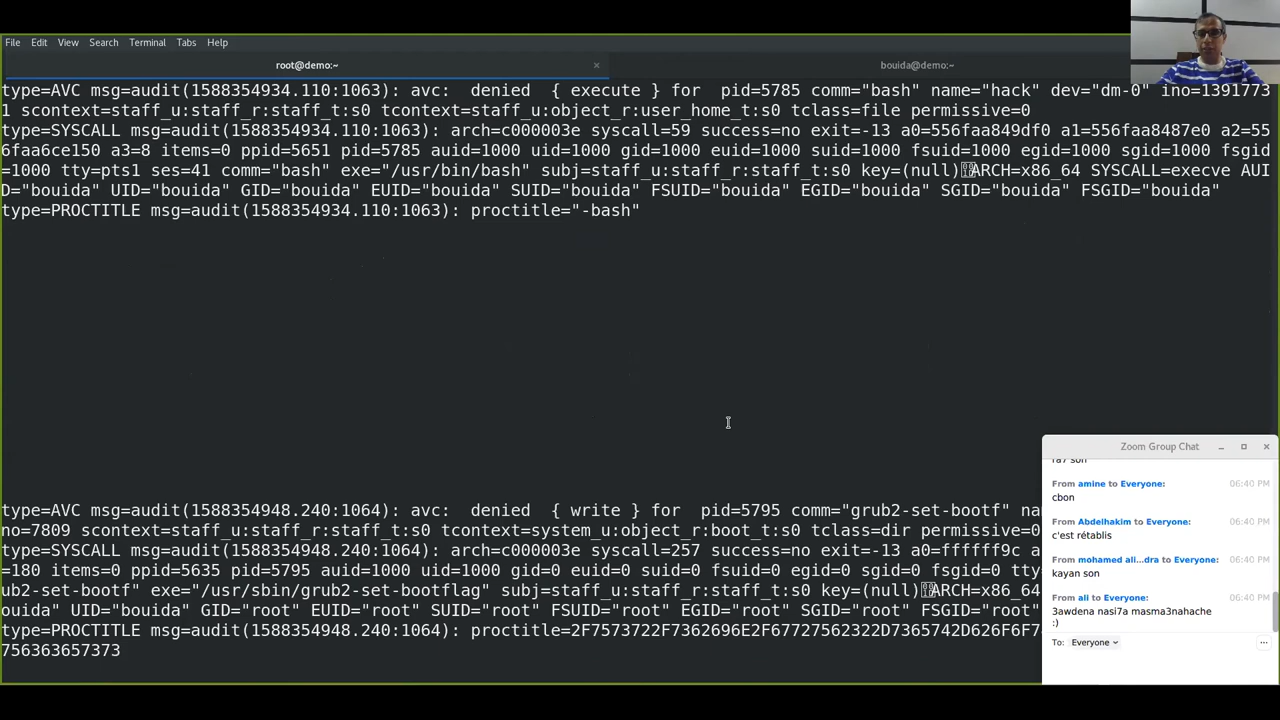 File Edit View Search Terminal Tabs Help
root@demo:~ × bouida@demo:~
type=AVC msg=audit(1588354934.110:1063): avc:  denied  { execute } for  pid=5785 comm="bash" name="hack" dev="dm-0" ino=1391773
1 scontext=staff_u:staff_r:staff_t:s0 tcontext=staff_u:object_r:user_home_t:s0 tclass=file permissive=0
type=SYSCALL msg=audit(1588354934.110:1063): arch=c000003e syscall=59 success=no exit=-13 a0=556faa849df0 a1=556faa8487e0 a2=55
6faa6ce150 a3=8 items=0 ppid=5651 pid=5785 auid=1000 uid=1000 gid=1000 euid=1000 suid=1000 fsuid=1000 egid=1000 sgid=1000 fsgid
=1000 tty=pts1 ses=41 comm="bash" exe="/usr/bin/bash" subj=staff_u:staff_r:staff_t:s0 key=(null)ARCH=x86_64 SYSCALL=execve AUI
D="bouida" UID="bouida" GID="bouida" EUID="bouida" SUID="bouida" FSUID="bouida" EGID="bouida" SGID="bouida" FSGID="bouida"
type=PROCTITLE msg=audit(1588354934.110:1063): proctitle="-bash"
type=AVC msg=audit(1588354948.240:1064): avc:  denied  { write } for  pid=5795 comm="grub2-set-bootf" na
no=7809 scontext=staff_u:staff_r:staff_t:s0 tcontext=system_u:object_r:boot_t:s0 tclass=dir permissive=0
type=SYSCALL msg=audit(1588354948.240:1064): arch=c000003e syscall=257 success=no exit=-13 a0=ffffff9c a
=180 items=0 ppid=5635 pid=5795 auid=1000 uid=1000 gid=0 euid=0 suid=0 fsuid=0 egid=0 sgid=0 fsgid=0 tty
ub2-set-bootf" exe="/usr/sbin/grub2-set-bootflag" subj=staff_u:staff_r:staff_t:s0 key=(null)ARCH=x86_64
ouida" UID="bouida" GID="root" EUID="root" SUID="root" FSUID="root" EGID="root" SGID="root" FSGID="root"
type=PROCTITLE msg=audit(1588354948.240:1064): proctitle=2F7573722F7362696E2F67727562322D7365742D626F6F7
756363657373
Zoom Group Chat
ra7 son
From amine to Everyone: 06:40 PM
cbon
From Abdelhakim to Everyone: 06:40 PM
c'est rétablis
From mohamed ali...dra to Everyone: 06:40 PM
kayan son
From ali to Everyone: 06:40 PM
3awdena nasi7a masma3nahache
:)
To: Everyone